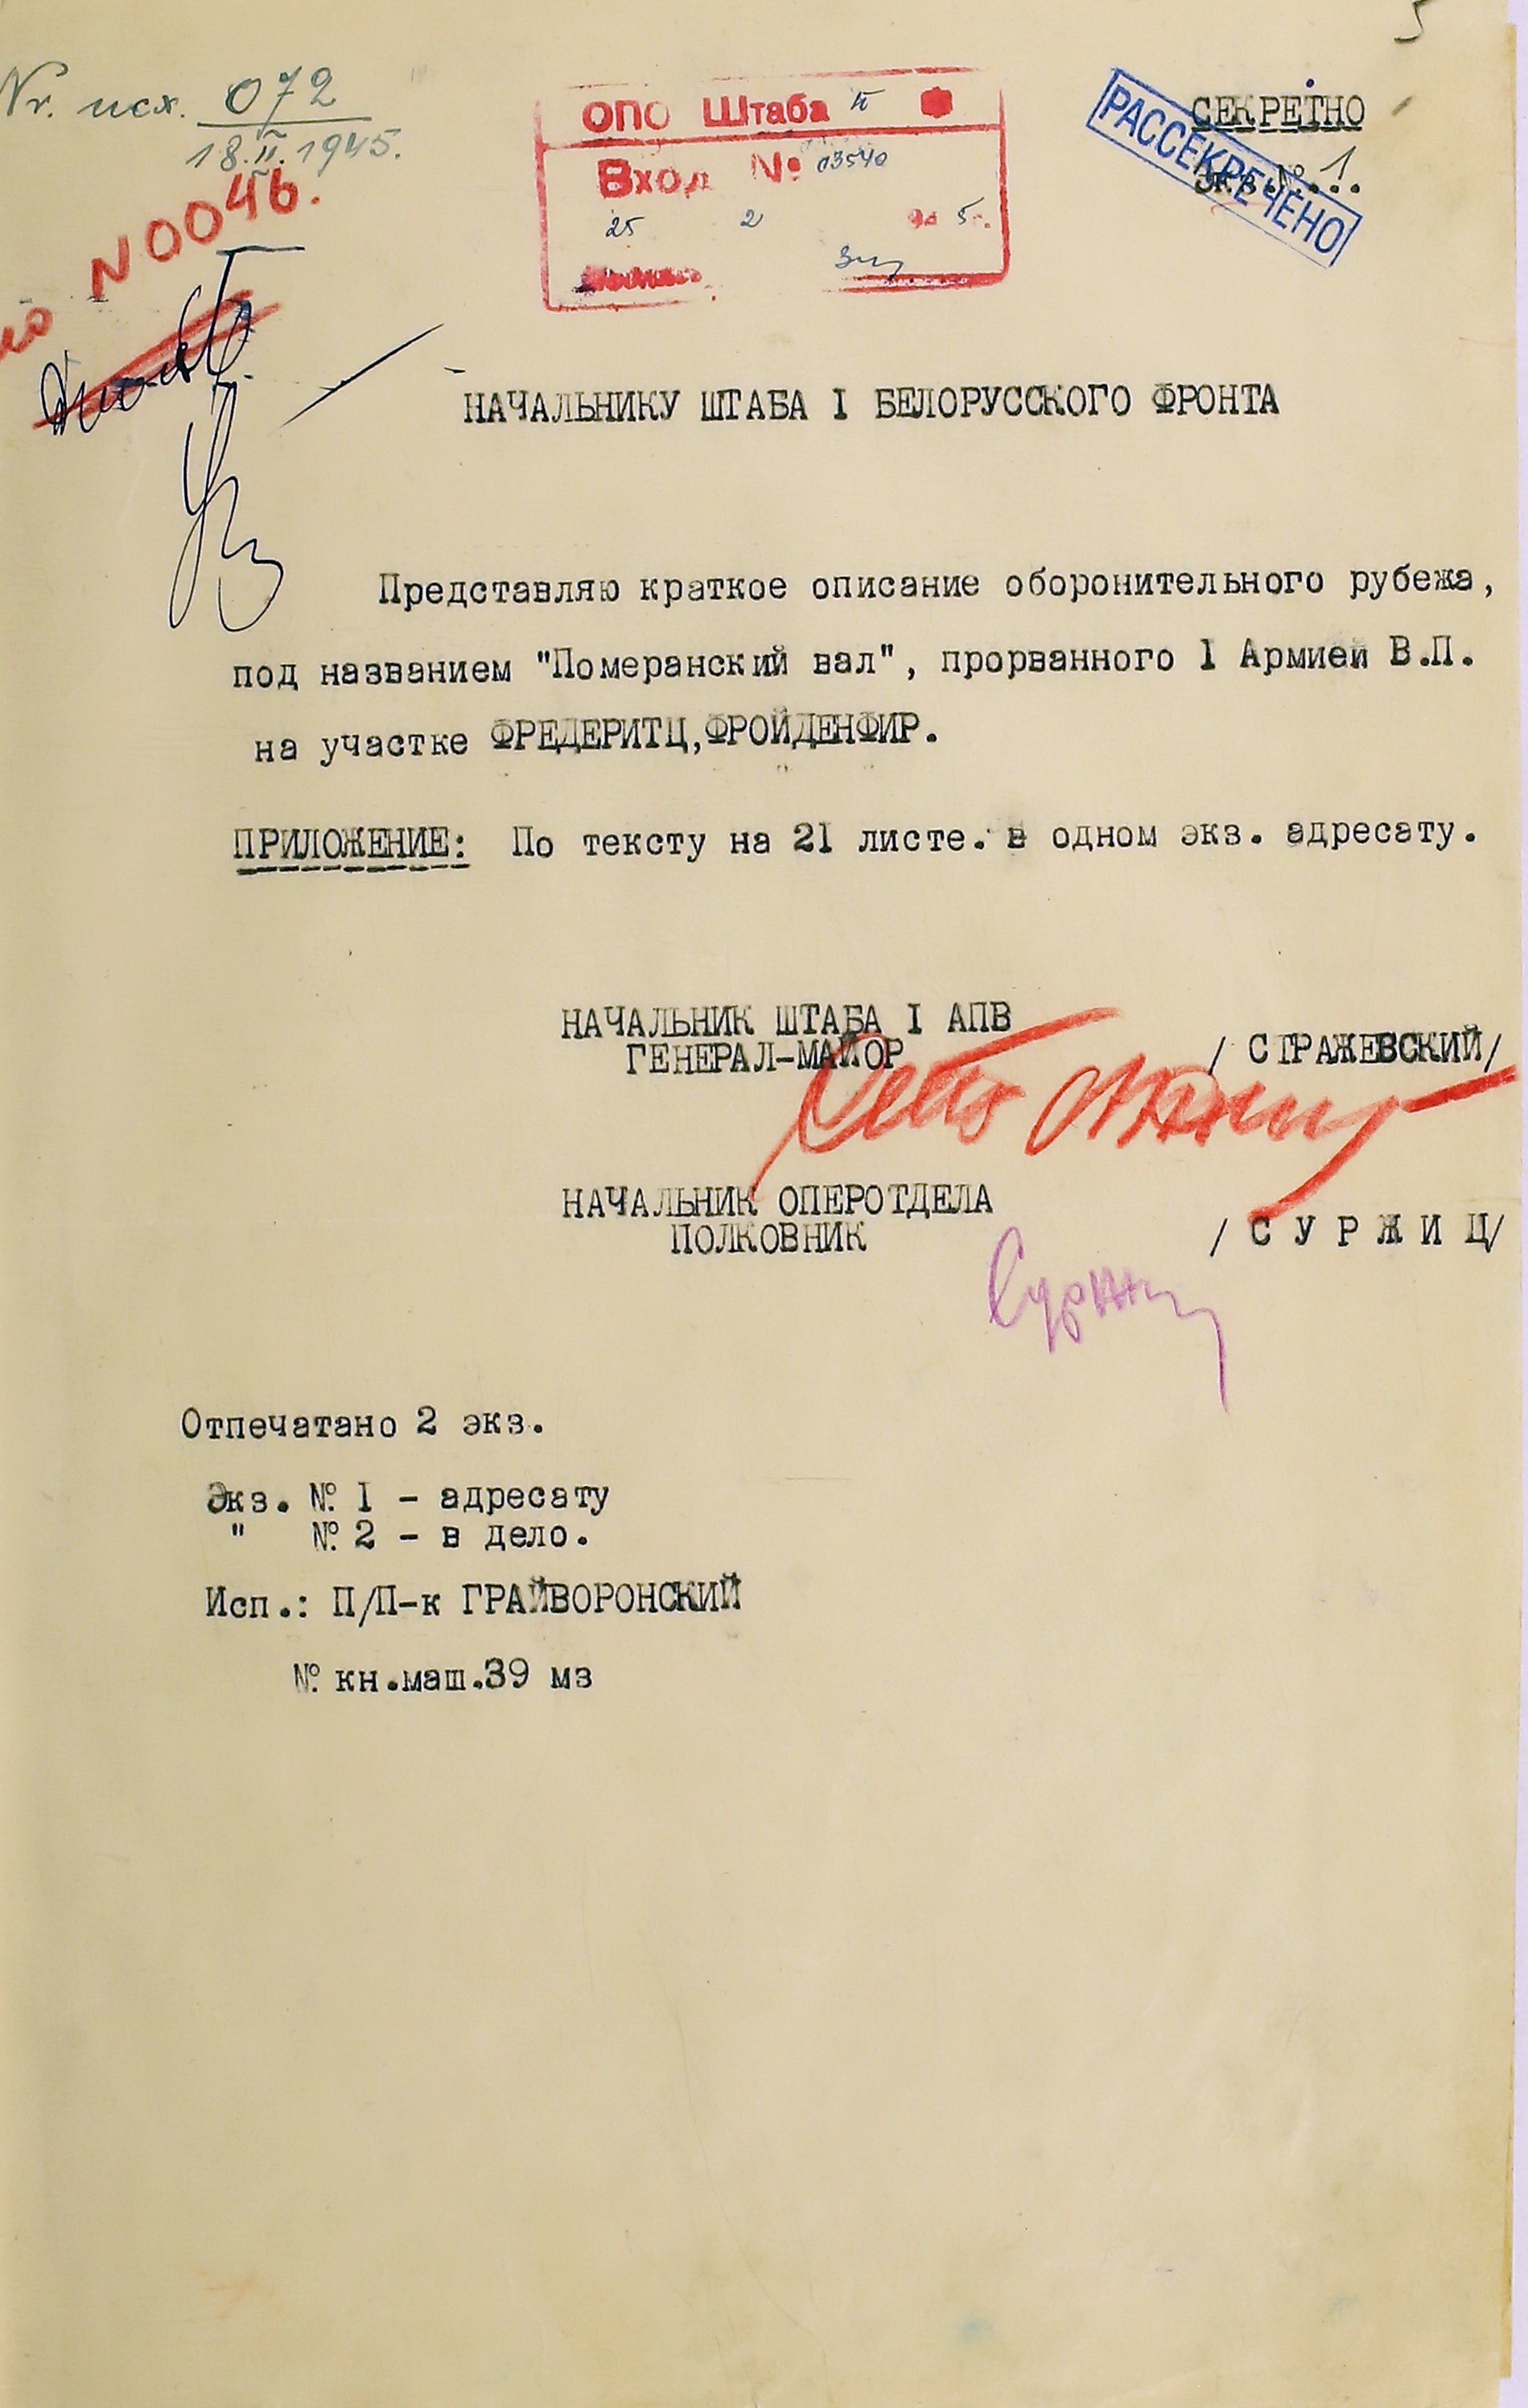 5
Nr. исх. 072
18.II.1945.
N 0046.
ОПО Штаба
Вход № 03540
25 2 5
СЕКРЕТНО
экз.№.1..
РАССЕКРЕЧЕНО
НАЧАЛЬНИКУ ШТАБА I БЕЛОРУССКОГО ФРОНТА
Представляю краткое описание оборонительного рубежа,
под названием "Померанский вал", прорванного 1 Армией В.П.
на участке ФРЕДЕРИТЦ,ФРОЙДЕНФИР.
ПРИЛОЖЕНИЕ: По тексту на 21 листе. в одном экз. адресату.
НАЧАЛЬНИК ШТАБА I АПВ
ГЕНЕРАЛ-МАЙОР / СТРАЖЕВСКИЙ/
НАЧАЛЬНИК ОПЕРОТДЕЛА
ПОЛКОВНИК / С У Р Ж И Ц/
Отпечатано 2 экз.
Экз. № I - адресату
" № 2 - в дело.
Исп.: П/П-к ГРАЙВОРОНСКИЙ
№ кн.маш.39 мз